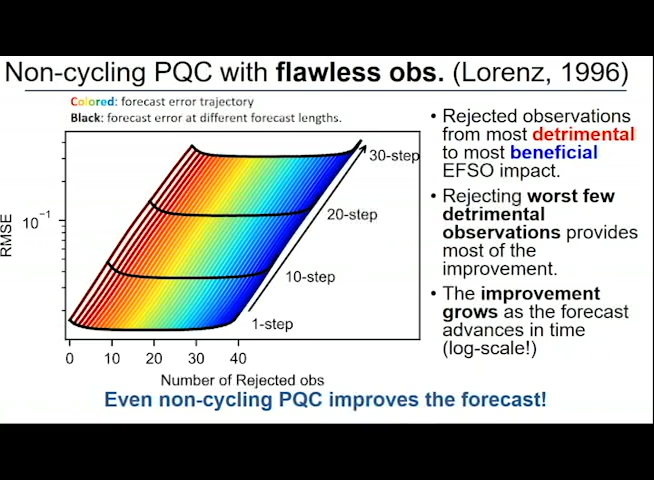 Non-cycling PQC with flawless obs. (Lorenz, 1996)
Colored: forecast error trajectory
Black: forecast error at different forecast lengths.
RMSE
10⁻¹
30-step
20-step
10-step
1-step
0 10 20 30 40
Number of Rejected obs
• Rejected observations
from most detrimental
to most beneficial
EFSO impact.
• Rejecting worst few
detrimental
observations provides
most of the
improvement.
• The improvement
grows as the forecast
advances in time
(log-scale!)
Even non-cycling PQC improves the forecast!